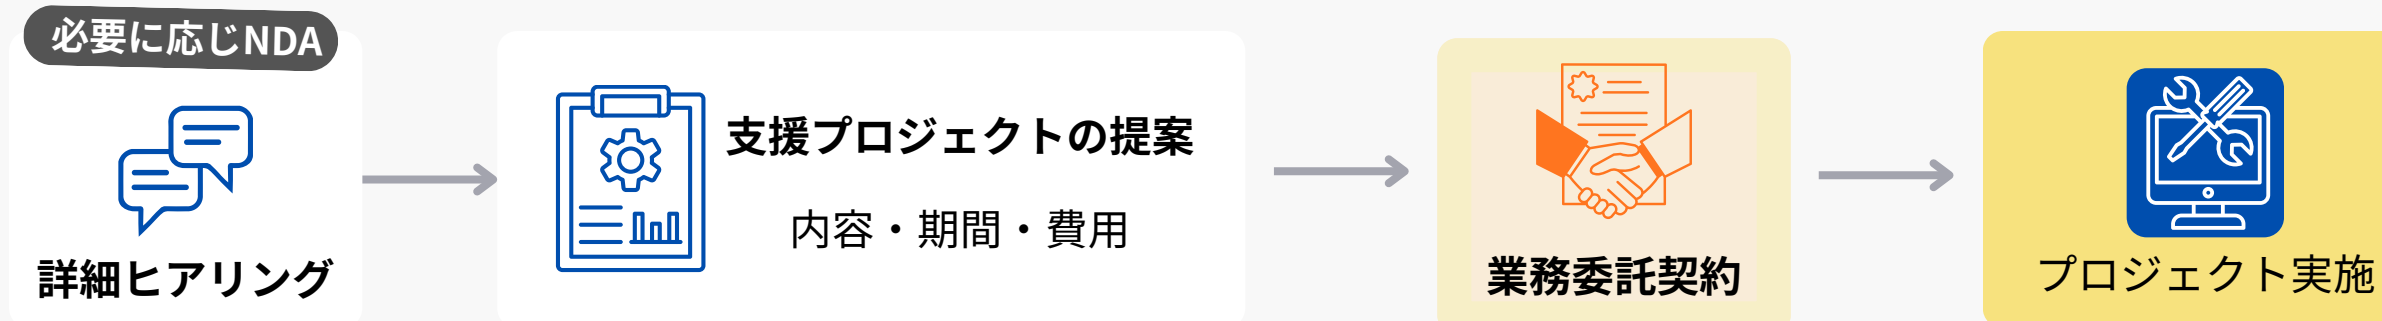 必要に応じNDA
詳細ヒアリング
支援プロジェクトの提案
内容・期間・費用
業務委託契約
プロジェクト実施